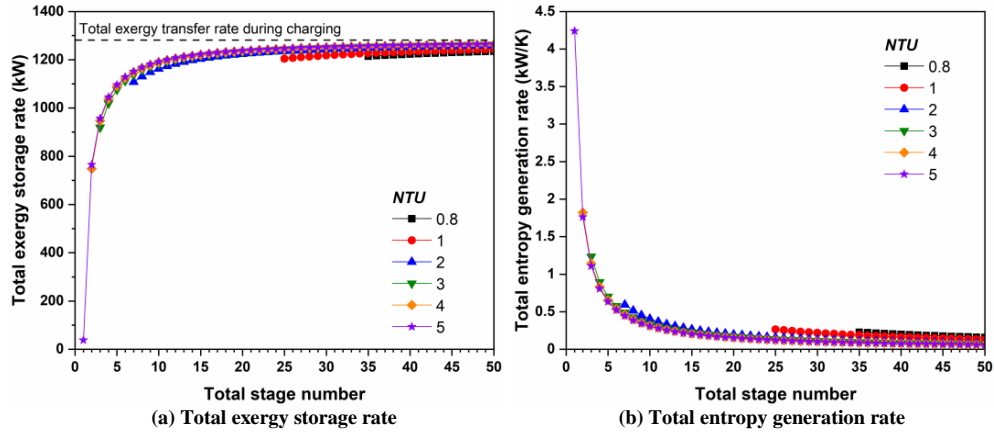 Total exergy transfer rate during charging
Total exergy storage rate (kW)
1400
1200
1000
800
600
400
200
0
NTU
0.8
1
2
3
4
5
0 5 10 15 20 25 30 35 40 45 50
Total stage number
(a) Total exergy storage rate
Total entropy generation rate (kW/K)
4.5
4
3.5
3
2.5
2
1.5
1
0.5
0
NTU
0.8
1
2
3
4
5
0 5 10 15 20 25 30 35 40 45 50
Total stage number
(b) Total entropy generation rate